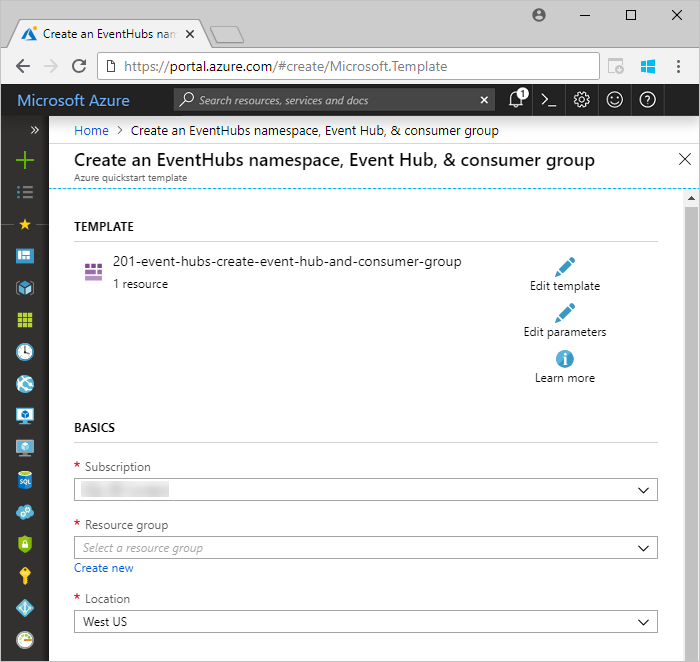 Create an EventHubs nam
https://portal.azure.com/#create/Microsoft.Template
Microsoft Azure
Search resources, services and docs
1
Home > Create an EventHubs namespace, Event Hub, & consumer group
Create an EventHubs namespace, Event Hub, & consumer group
Azure quickstart template
TEMPLATE
201-event-hubs-create-event-hub-and-consumer-group
1 resource
Edit template
Edit parameters
Learn more
BASICS
* Subscription
* Resource group
Select a resource group
Create new
* Location
West US
SQL